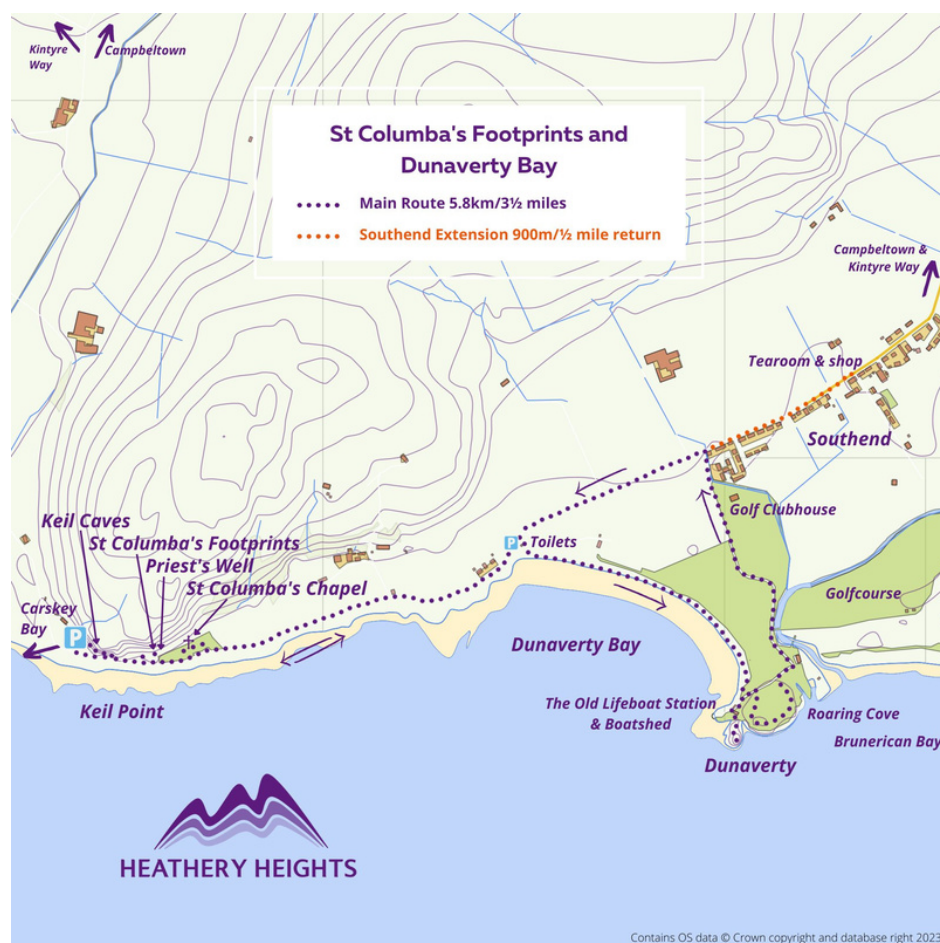 Kintyre
Way
Campbeltown
St Columba's Footprints and
Dunaverty Bay
Main Route 5.8km/3½ miles
Southend Extension 900m/½ mile return
Campbeltown &
Kintyre Way
Tearoom & shop
Southend
Golf Clubhouse
Keil Caves
St Columba's Footprints
Priest's Well
St Columba's Chapel
P
Toilets
Golfcourse
Carskey
Bay
P
Dunaverty Bay
Keil Point
The Old Lifeboat Station
& Boatshed
Roaring Cove
Brunerican Bay
Dunaverty
HEATHERY HEIGHTS
Contains OS data © Crown copyright and database right 2023